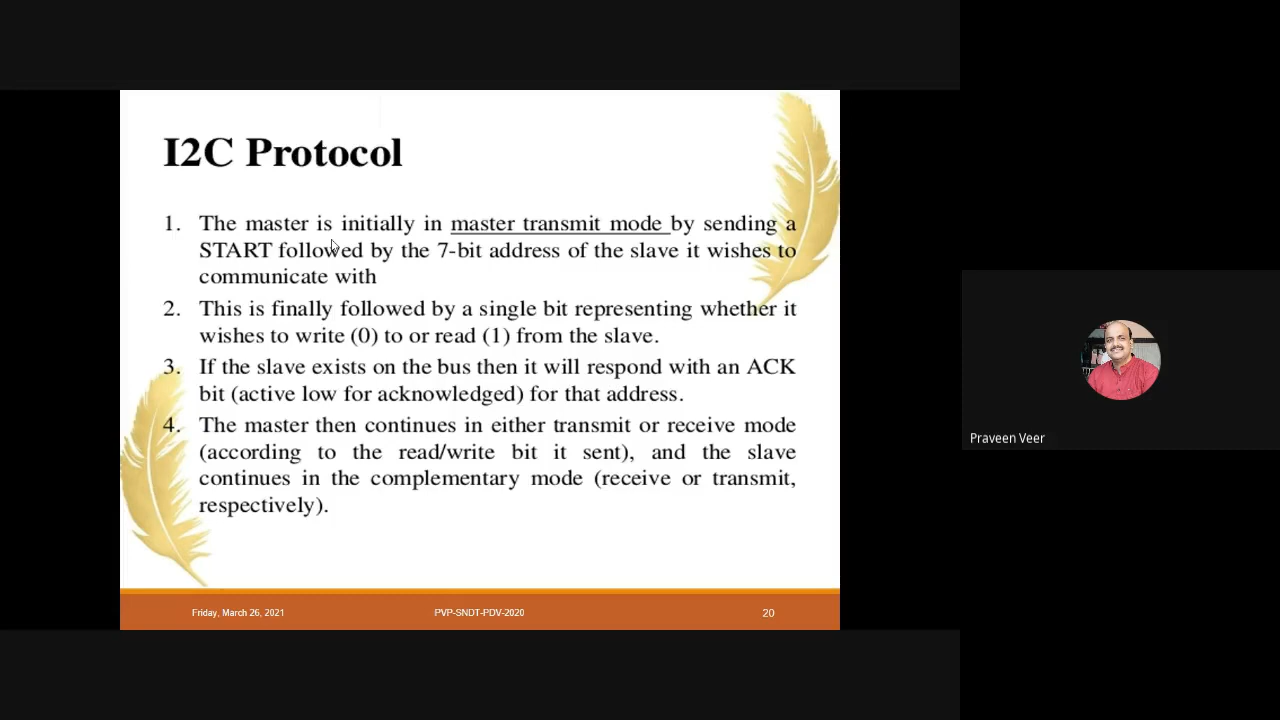 I2C Protocol
1. The master is initially in master transmit mode by sending a
START followed by the 7-bit address of the slave it wishes to
communicate with
2. This is finally followed by a single bit representing whether it
wishes to write (0) to or read (1) from the slave.
3. If the slave exists on the bus then it will respond with an ACK
bit (active low for acknowledged) for that address.
4. The master then continues in either transmit or receive mode
(according to the read/write bit it sent), and the slave
continues in the complementary mode (receive or transmit,
respectively).
Friday, March 26, 2021
PVP-SNDT-PDV-2020
20
Praveen Veer